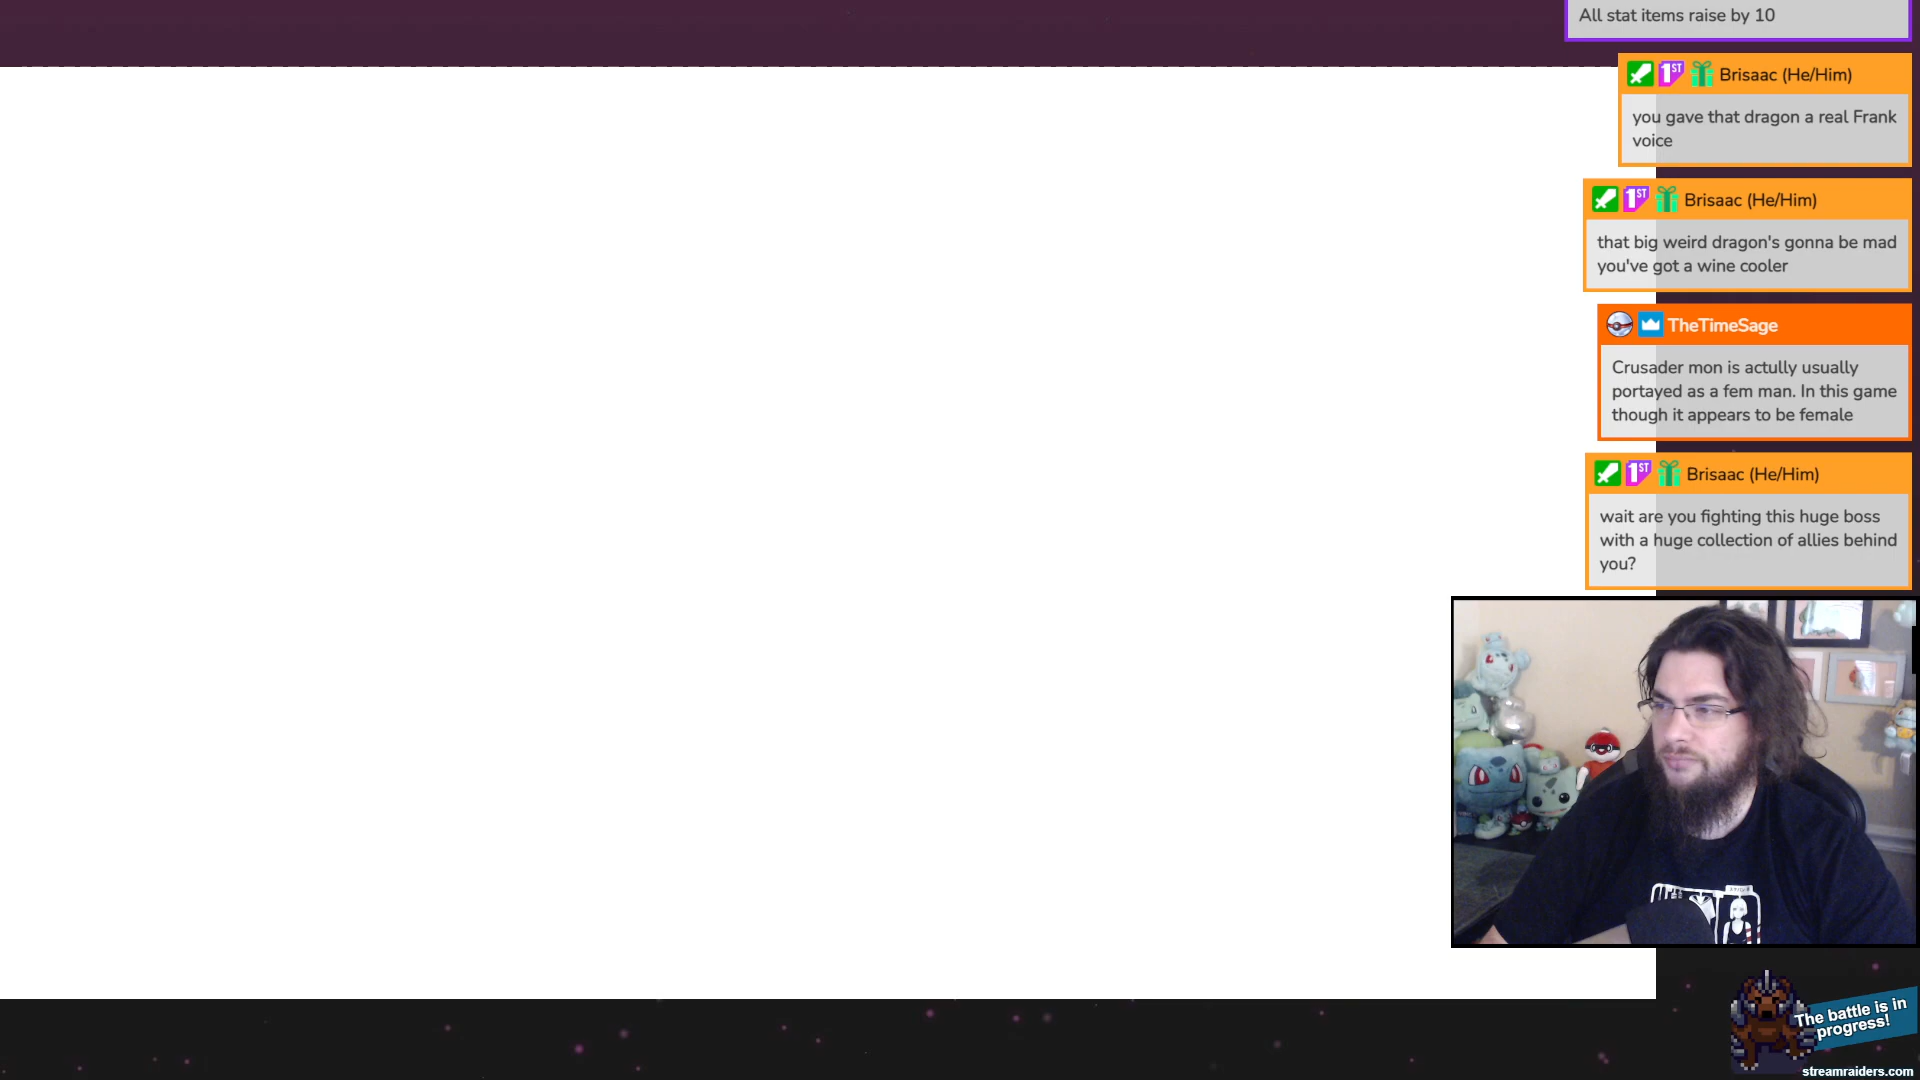 All stat items raise by 10
1ST Brisaac (He/Him)
you gave that dragon a real Frank
voice
1ST Brisaac (He/Him)
that big weird dragon's gonna be mad
you've got a wine cooler
TheTimeSage
Crusader mon is actully usually
portayed as a fem man. In this game
though it appears to be female
1ST Brisaac (He/Him)
wait are you fighting this huge boss
with a huge collection of allies behind
you?
The battle is in
progress!
streamraiders.com